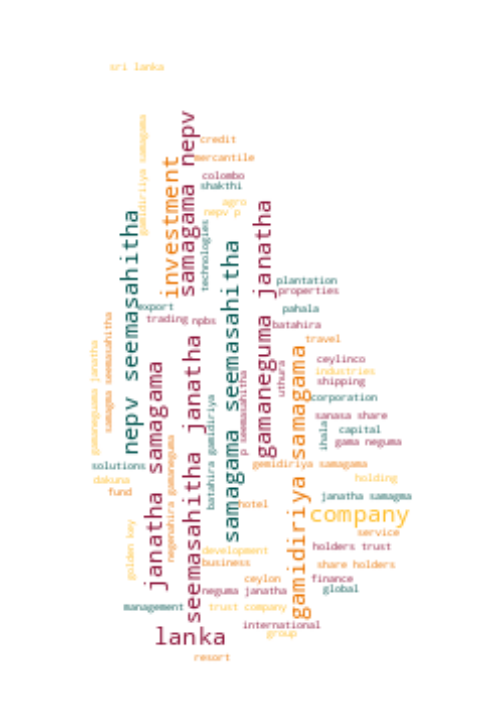 sri lanka
gamidiriiya samagama
samagama nepv
credit
mercantile
investment
colombo
shakthi
agro
nepv p
technologies
nepv seemasahitha
gamaneguma janatha
samagama seemasahitha
plantation
properties
export
trading
npbs
pahala
batahira
travel
samagma seemasahitha
gamaneguma janatha
seemasahitha janatha
janatha samagama
gamidiriya samagama
ceylinco
industries
shipping
uthura
p seemasahitha
corporation
batahira gamidiriya
sanasa share
capital
ihala
gama neguma
negenahira gamaneguma
solutions
gemidiriya samagama
dakuna
holding
fund
janatha samagma
hotel
company
golden key
service
development
holders trust
business
share holders
ceylon
finance
neguma janatha
global
management
trust company
international
lanka
group
resort